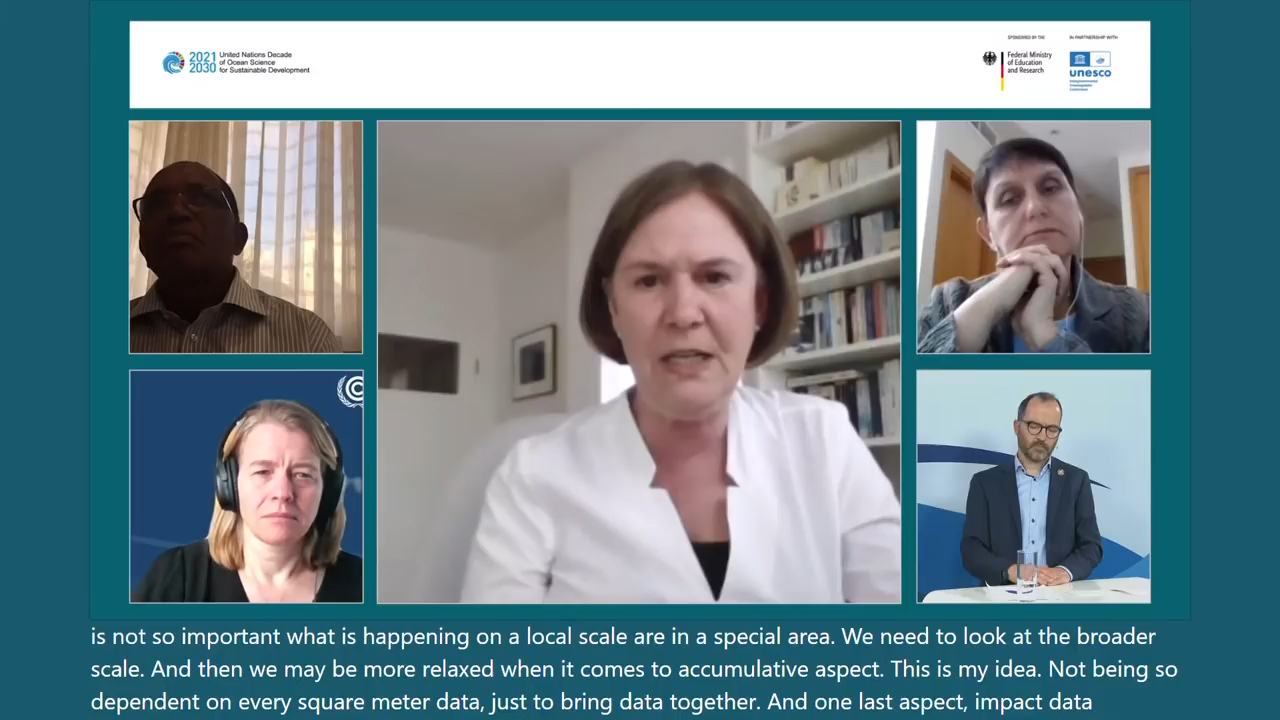 2021
2030
United Nations Decade
of Ocean Science
for Sustainable Development
SPONSORED BY THE
Federal Ministry
of Education
and Research
IN PARTNERSHIP WITH
unesco
Intergovernmental
Oceanographic
Commission
is not so important what is happening on a local scale are in a special area. We need to look at the broader
scale. And then we may be more relaxed when it comes to accumulative aspect. This is my idea. Not being so
dependent on every square meter data, just to bring data together. And one last aspect, impact data